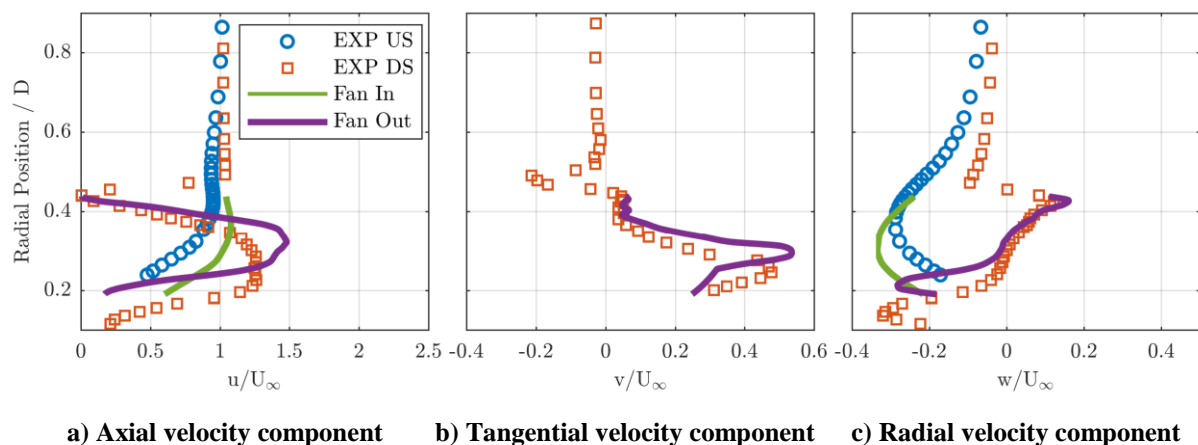 0.8
0.6
0.4
0.2
Radial Position / D
EXP US
EXP DS
Fan In
Fan Out
0 0.5 1 1.5 2 2.5
u/U∞
-0.4 -0.2 0 0.2 0.4 0.6
v/U∞
-0.4 -0.2 0 0.2 0.4
w/U∞
a) Axial velocity component
b) Tangential velocity component
c) Radial velocity component